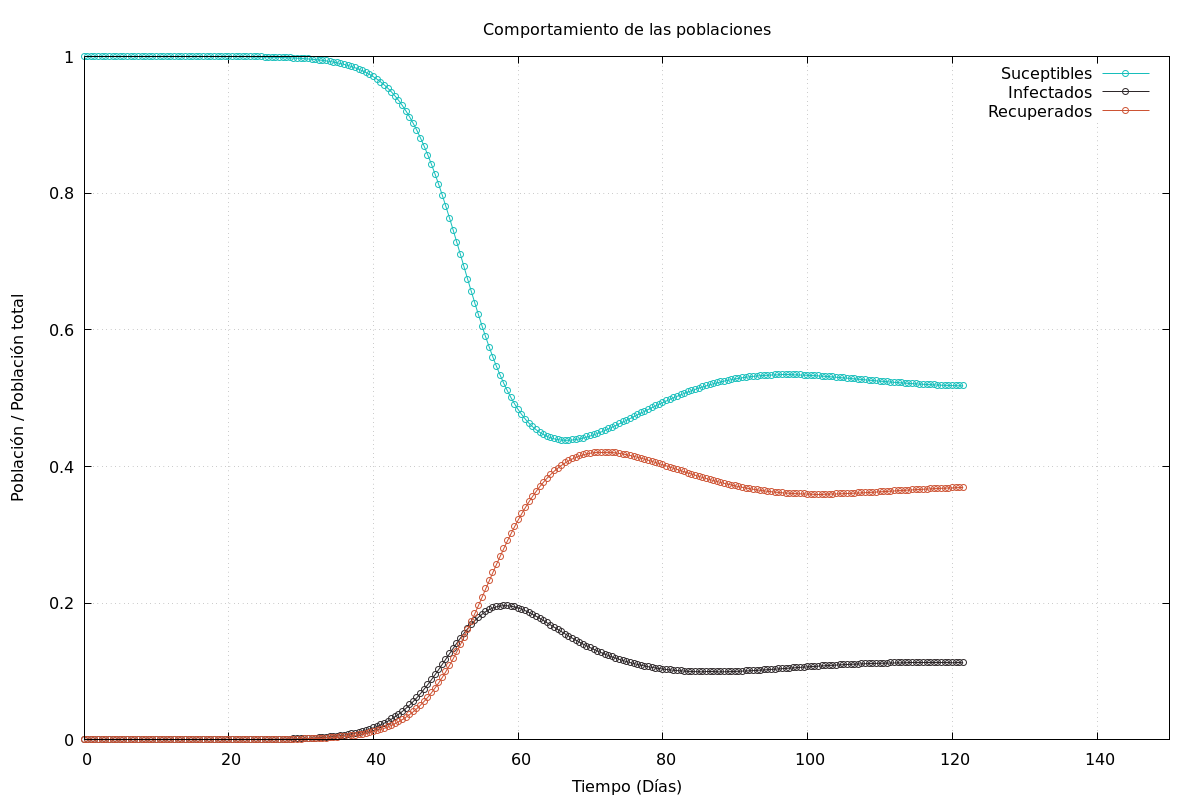 Comportamiento de las poblaciones
Suceptibles
Infectados
Recuperados
1
0.8
0.6
0.4
0.2
0
Población / Población total
0 20 40 60 80 100 120 140
Tiempo (Días)